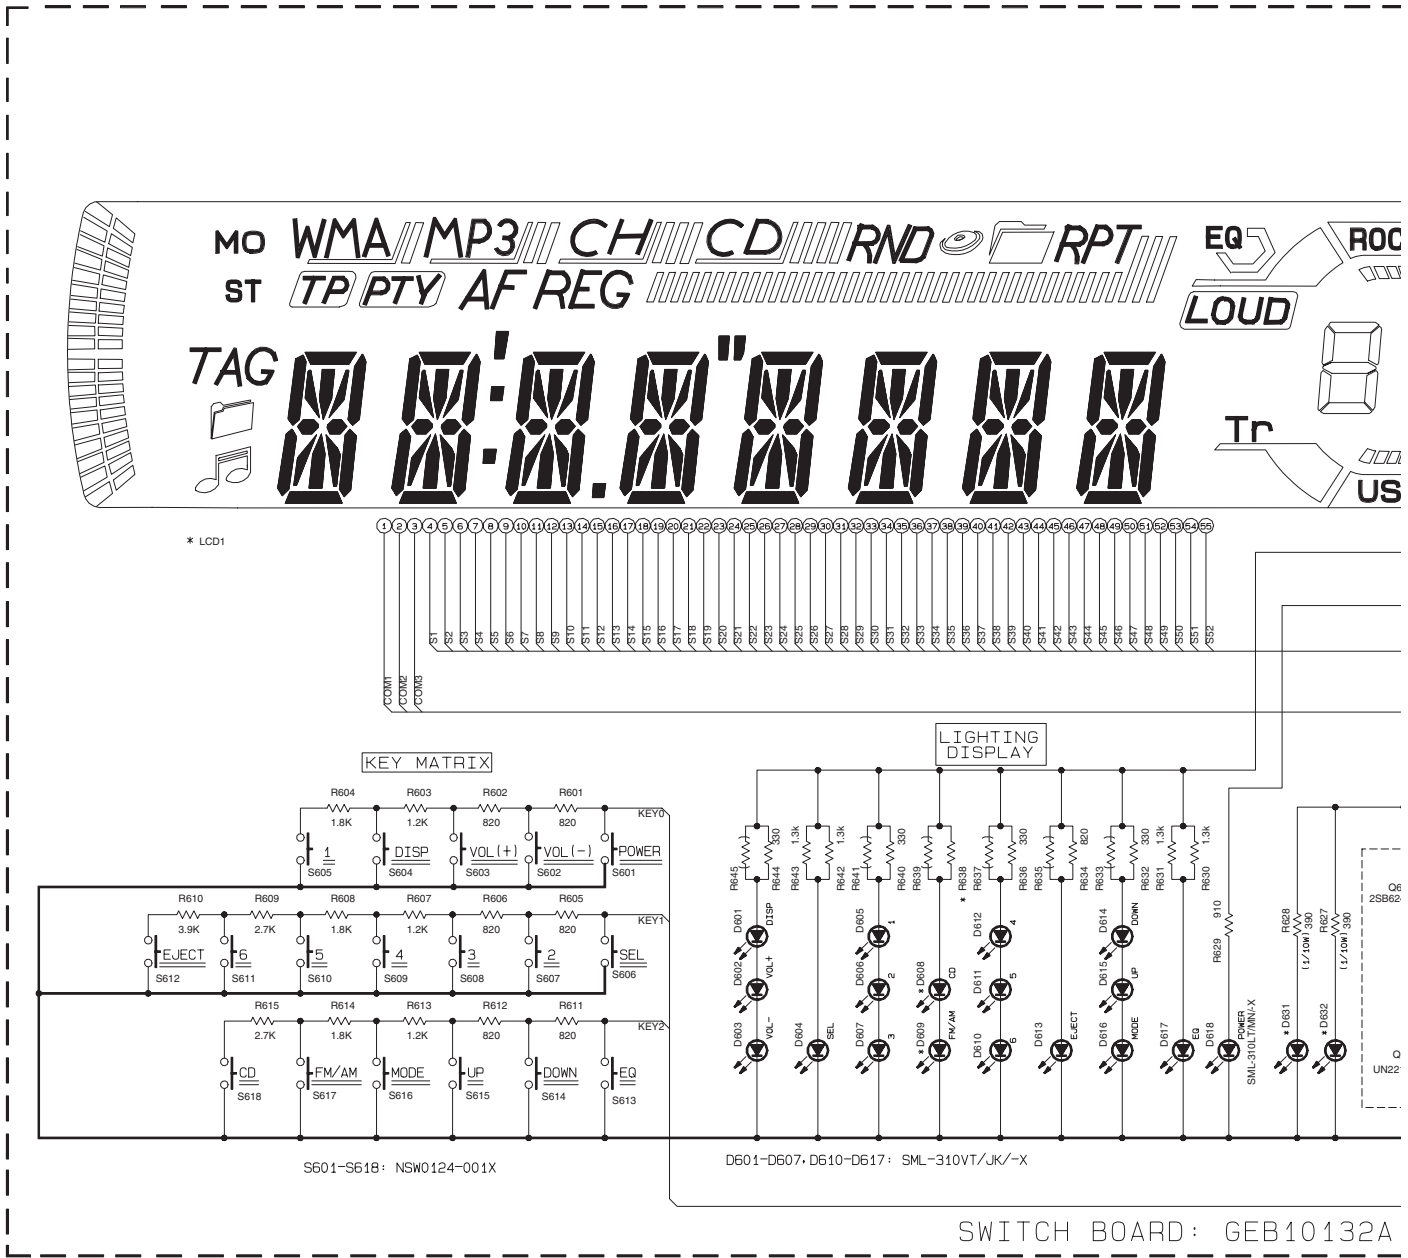 MO WMA MP3 CH CD RND RPT EQ ROC
ST TP PTY AF REG LOUD
TAG
Tr
US
* LCD1
1 2 3 4 5 6 7 8 9 10 11 12 13 14 15 16 17 18 19 20 21 22 23 24 25 26 27 28 29 30 31 32 33 34 35 36 37 38 39 40 41 42 43 44 45 46 47 48 49 50 51 52 53 54 55
S1 S2 S3 S4 S5 S6 S7 S8 S9 S10 S11 S12 S13 S14 S15 S16 S17 S18 S19 S20 S21 S22 S23 S24 S25 S26 S27 S28 S29 S30 S31 S32 S33 S34 S35 S36 S37 S38 S39 S40 S41 S42 S43 S44 S45 S46 S47 S48 S49 S50 S51 S52
COM1 COM2 COM3
KEY MATRIX
R604 R603 R602 R601
1.8K 1.2K 820 820 KEY0
1 DISP VOL(+) VOL(-) POWER
S605 S604 S603 S602 S601
R610 R609 R608 R607 R606 R605
3.9K 2.7K 1.8K 1.2K 820 820 KEY1
EJECT 6 5 4 3 2 SEL
S612 S611 S610 S609 S608 S607 S606
R615 R614 R613 R612 R611
2.7K 1.8K 1.2K 820 820 KEY2
CD FM/AM MODE UP DOWN EQ
S618 S617 S616 S615 S614 S613
S601-S618: NSW0124-001X
LIGHTING
DISPLAY
330 1.3k 1.3k 330 330 820 330 1.3k 1.3k
R645 R644 R643 R642 R641 R640 R639 R638 * R637 R636 R635 R634 R633 R632 R631 R630
910 R629 R628 390 (1/10W) R627 390 (1/10W)
D601 DISP D605 1 D612 4 D614 DOWN
D602 VOL+ D606 2 * D608 CD D611 5 D615 UP
D603 VOL- D604 SEL D607 3 * D609 FM/AM D610 6 D613 EJECT D616 MODE D617 EQ D618 POWER SML-310LT/MN/-X * D631 * D632
Q6
2SB624
Q
UN221
D601-D607,D610-D617: SML-310VT/JK/-X
SWITCH BOARD: GEB10132A